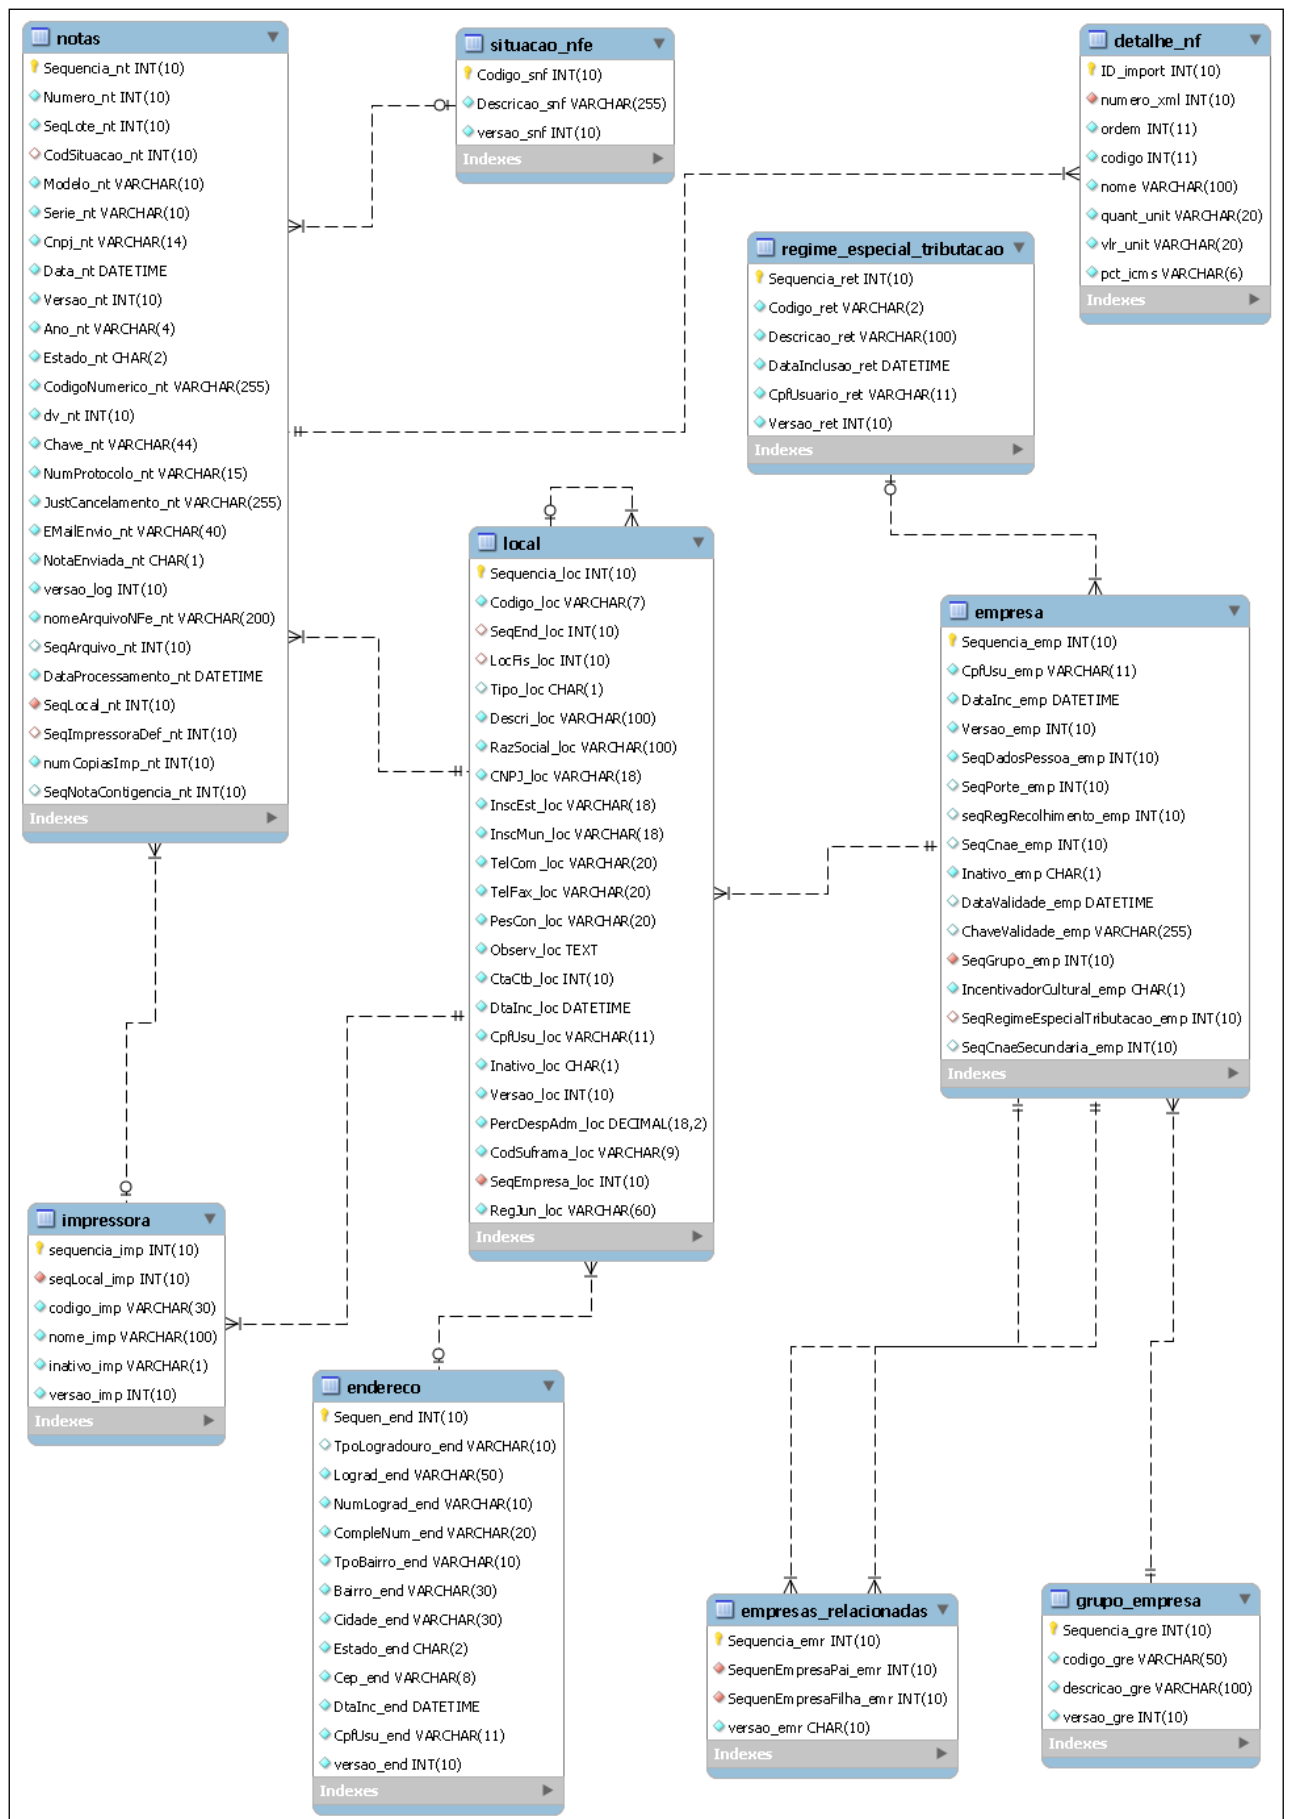 notas
Sequencia_nt INT(10)
Numero_nt INT(10)
SeqLote_nt INT(10)
CodSituacao_nt INT(10)
Modelo_nt VARCHAR(10)
Serie_nt VARCHAR(10)
Cnpj_nt VARCHAR(14)
Data_nt DATETIME
Versao_nt INT(10)
Ano_nt VARCHAR(4)
Estado_nt CHAR(2)
CodigoNumerico_nt VARCHAR(255)
dv_nt INT(10)
Chave_nt VARCHAR(44)
NumProtocolo_nt VARCHAR(15)
JustCancelamento_nt VARCHAR(255)
EMailEnvio_nt VARCHAR(40)
NotaEnviada_nt CHAR(1)
versao_log INT(10)
nomeArquivoNFe_nt VARCHAR(200)
SeqArquivo_nt INT(10)
DataProcessamento_nt DATETIME
SeqLocal_nt INT(10)
SeqImpressoraDef_nt INT(10)
numCopiasImp_nt INT(10)
SeqNotaContigencia_nt INT(10)
Indexes
situacao_nfe
Codigo_snf INT(10)
Descricao_snf VARCHAR(255)
versao_snf INT(10)
Indexes
detalhe_nf
ID_import INT(10)
numero_xml INT(10)
ordem INT(11)
codigo INT(11)
nome VARCHAR(100)
quant_unit VARCHAR(20)
vlr_unit VARCHAR(20)
pct_icms VARCHAR(6)
Indexes
regime_especial_tributacao
Sequencia_ret INT(10)
Codigo_ret VARCHAR(2)
Descricao_ret VARCHAR(100)
DataInclusao_ret DATETIME
CpfUsuario_ret VARCHAR(11)
Versao_ret INT(10)
Indexes
local
Sequencia_loc INT(10)
Codigo_loc VARCHAR(7)
SeqEnd_loc INT(10)
LocFis_loc INT(10)
Tipo_loc CHAR(1)
Descri_loc VARCHAR(100)
RazSocial_loc VARCHAR(100)
CNPJ_loc VARCHAR(18)
InscEst_loc VARCHAR(18)
InscMun_loc VARCHAR(18)
TelCom_loc VARCHAR(20)
TelFax_loc VARCHAR(20)
PesCon_loc VARCHAR(20)
Observ_loc TEXT
CtaCtb_loc INT(10)
DtaInc_loc DATETIME
CpfUsu_loc VARCHAR(11)
Inativo_loc CHAR(1)
Versao_loc INT(10)
PercDespAdm_loc DECIMAL(18,2)
CodSuframa_loc VARCHAR(9)
SeqEmpresa_loc INT(10)
RegJun_loc VARCHAR(60)
Indexes
empresa
Sequencia_emp INT(10)
CpfUsu_emp VARCHAR(11)
DataInc_emp DATETIME
Versao_emp INT(10)
SeqDadosPessoa_emp INT(10)
SeqPorte_emp INT(10)
seqRegRecolhimento_emp INT(10)
SeqCnae_emp INT(10)
Inativo_emp CHAR(1)
DataValidade_emp DATETIME
ChaveValidade_emp VARCHAR(255)
SeqGrupo_emp INT(10)
IncentivadorCultural_emp CHAR(1)
SeqRegimeEspecialTributacao_emp INT(10)
SeqCnaeSecundaria_emp INT(10)
Indexes
impressora
sequencia_imp INT(10)
seqLocal_imp INT(10)
codigo_imp VARCHAR(30)
nome_imp VARCHAR(100)
inativo_imp VARCHAR(1)
versao_imp INT(10)
Indexes
endereco
Sequen_end INT(10)
TpoLogradouro_end VARCHAR(10)
Lograd_end VARCHAR(50)
NumLograd_end VARCHAR(10)
CompleNum_end VARCHAR(20)
TpoBairro_end VARCHAR(10)
Bairro_end VARCHAR(30)
Cidade_end VARCHAR(30)
Estado_end CHAR(2)
Cep_end VARCHAR(8)
DtaInc_end DATETIME
CpfUsu_end VARCHAR(11)
versao_end INT(10)
Indexes
empresas_relacionadas
Sequencia_emr INT(10)
SequenEmpresaPai_emr INT(10)
SequenEmpresaFilha_emr INT(10)
versao_emr CHAR(10)
Indexes
grupo_empresa
Sequencia_gre INT(10)
codigo_gre VARCHAR(50)
descricao_gre VARCHAR(100)
versao_gre INT(10)
Indexes